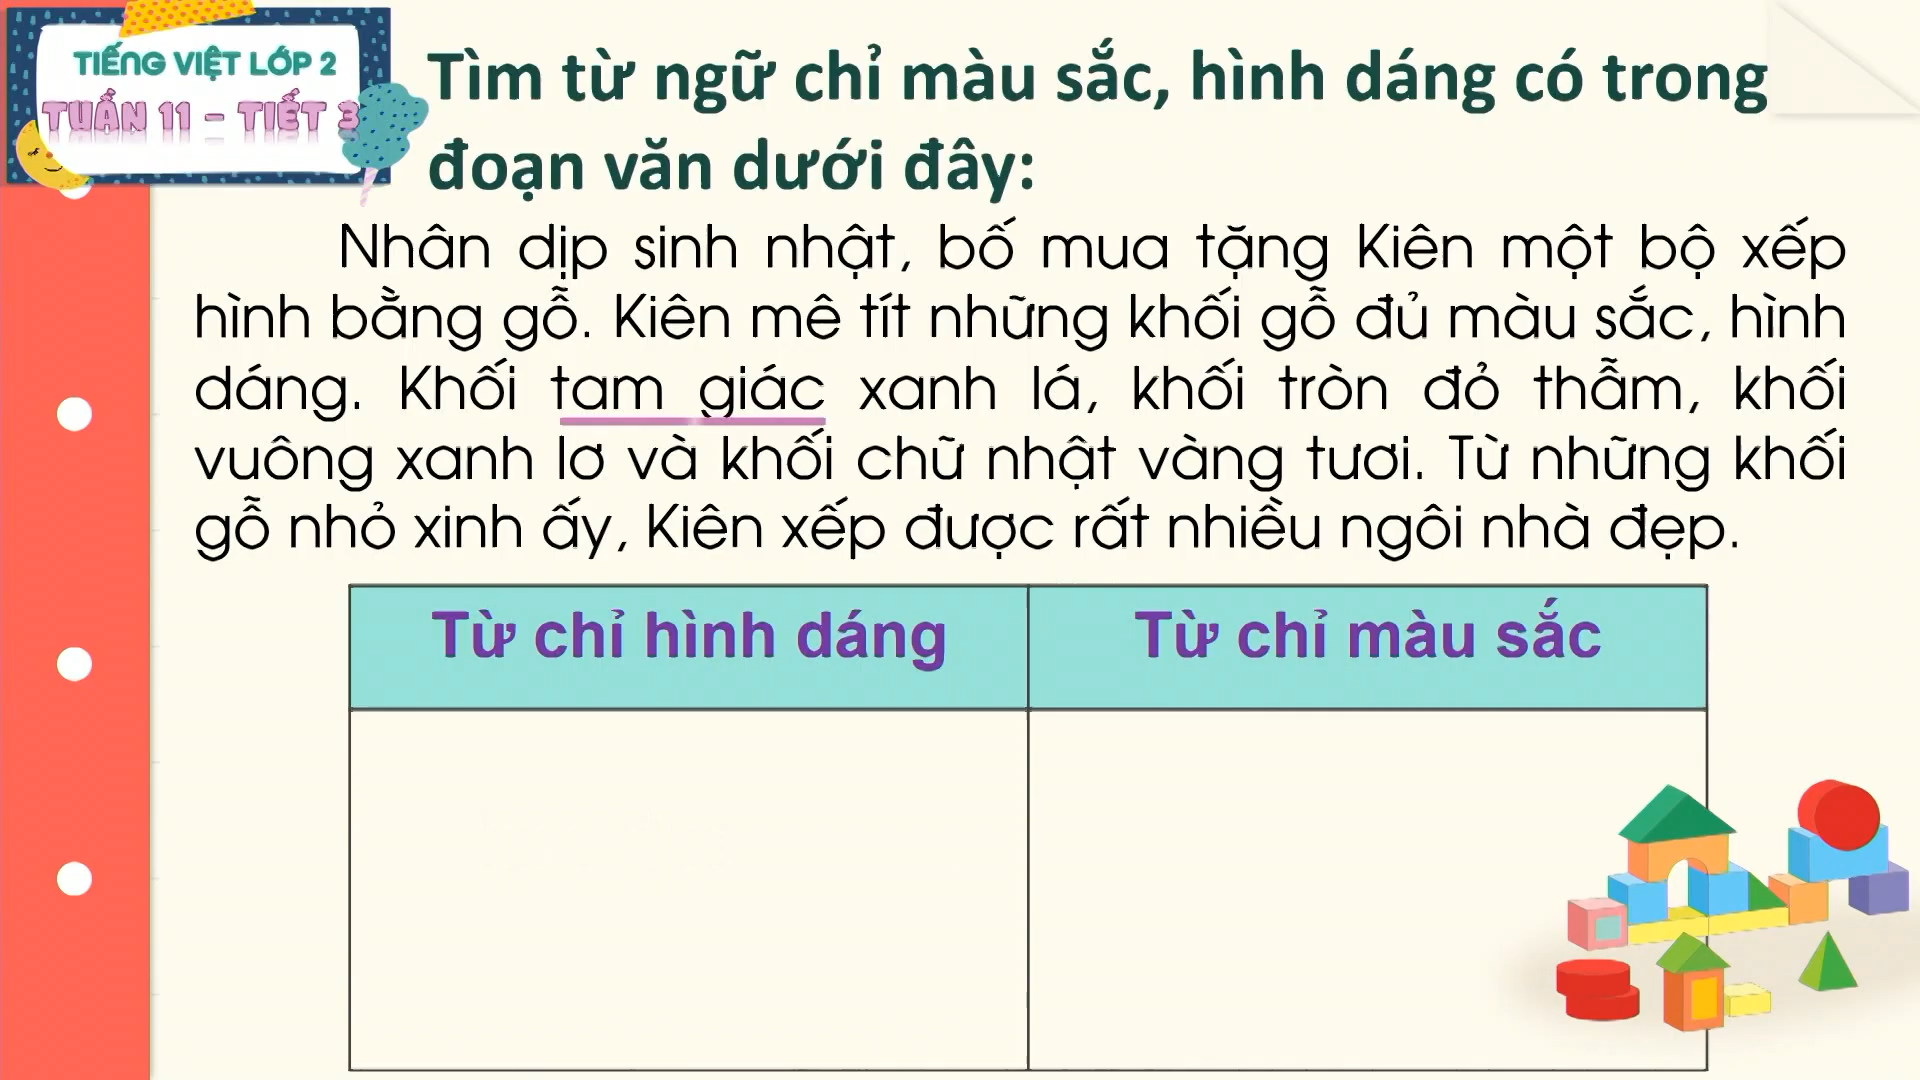 TIẾNG VIỆT LỚP 2
TUẦN 11 - TIẾT 3
Tìm từ ngữ chỉ màu sắc, hình dáng có trong
đoạn văn dưới đây:
Nhân dịp sinh nhật, bố mua tặng Kiên một bộ xếp
hình bằng gỗ. Kiên mê tít những khối gỗ đủ màu sắc, hình
dáng. Khối tam giác xanh lá, khối tròn đỏ thẫm, khối
vuông xanh lơ và khối chữ nhật vàng tươi. Từ những khối
gỗ nhỏ xinh ấy, Kiên xếp được rất nhiều ngôi nhà đẹp.
Từ chỉ hình dáng
Từ chỉ màu sắc